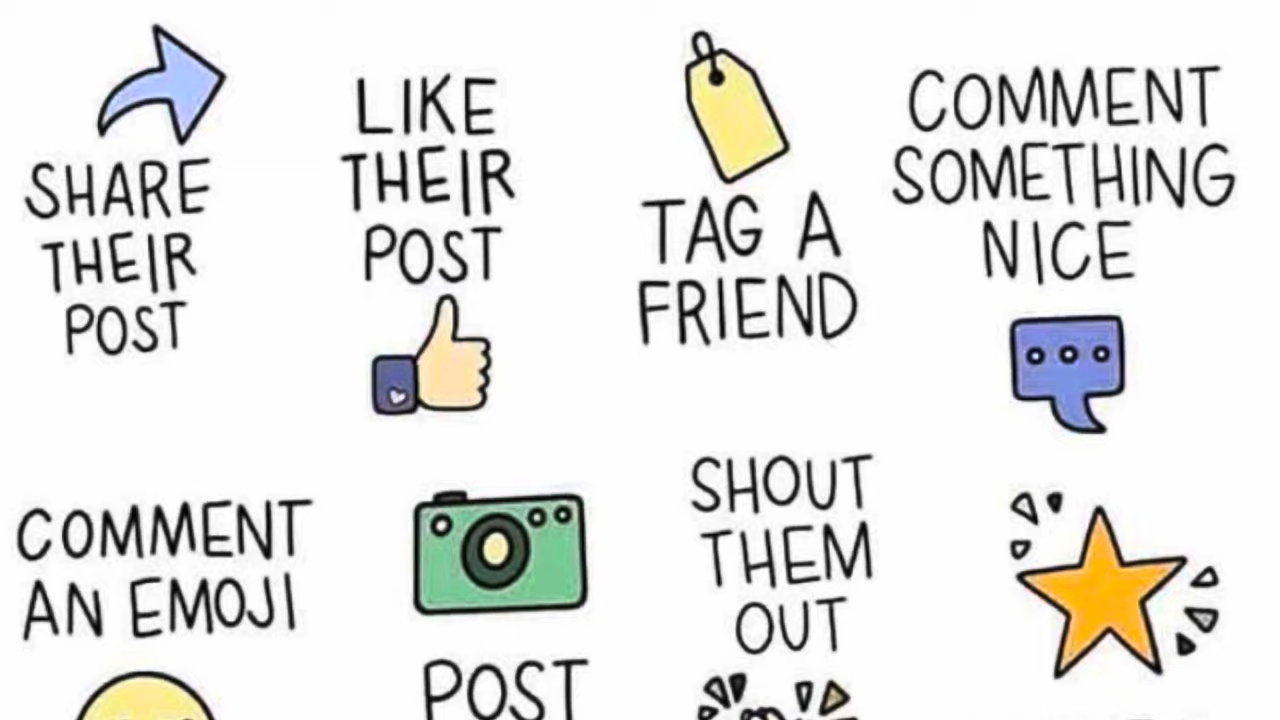 SHARE
THEIR
POST
LIKE
THEIR
POST
TAG A
FRIEND
COMMENT
SOMETHING
NICE
COMMENT
AN EMOJI
POST
SHOUT
THEM
OUT